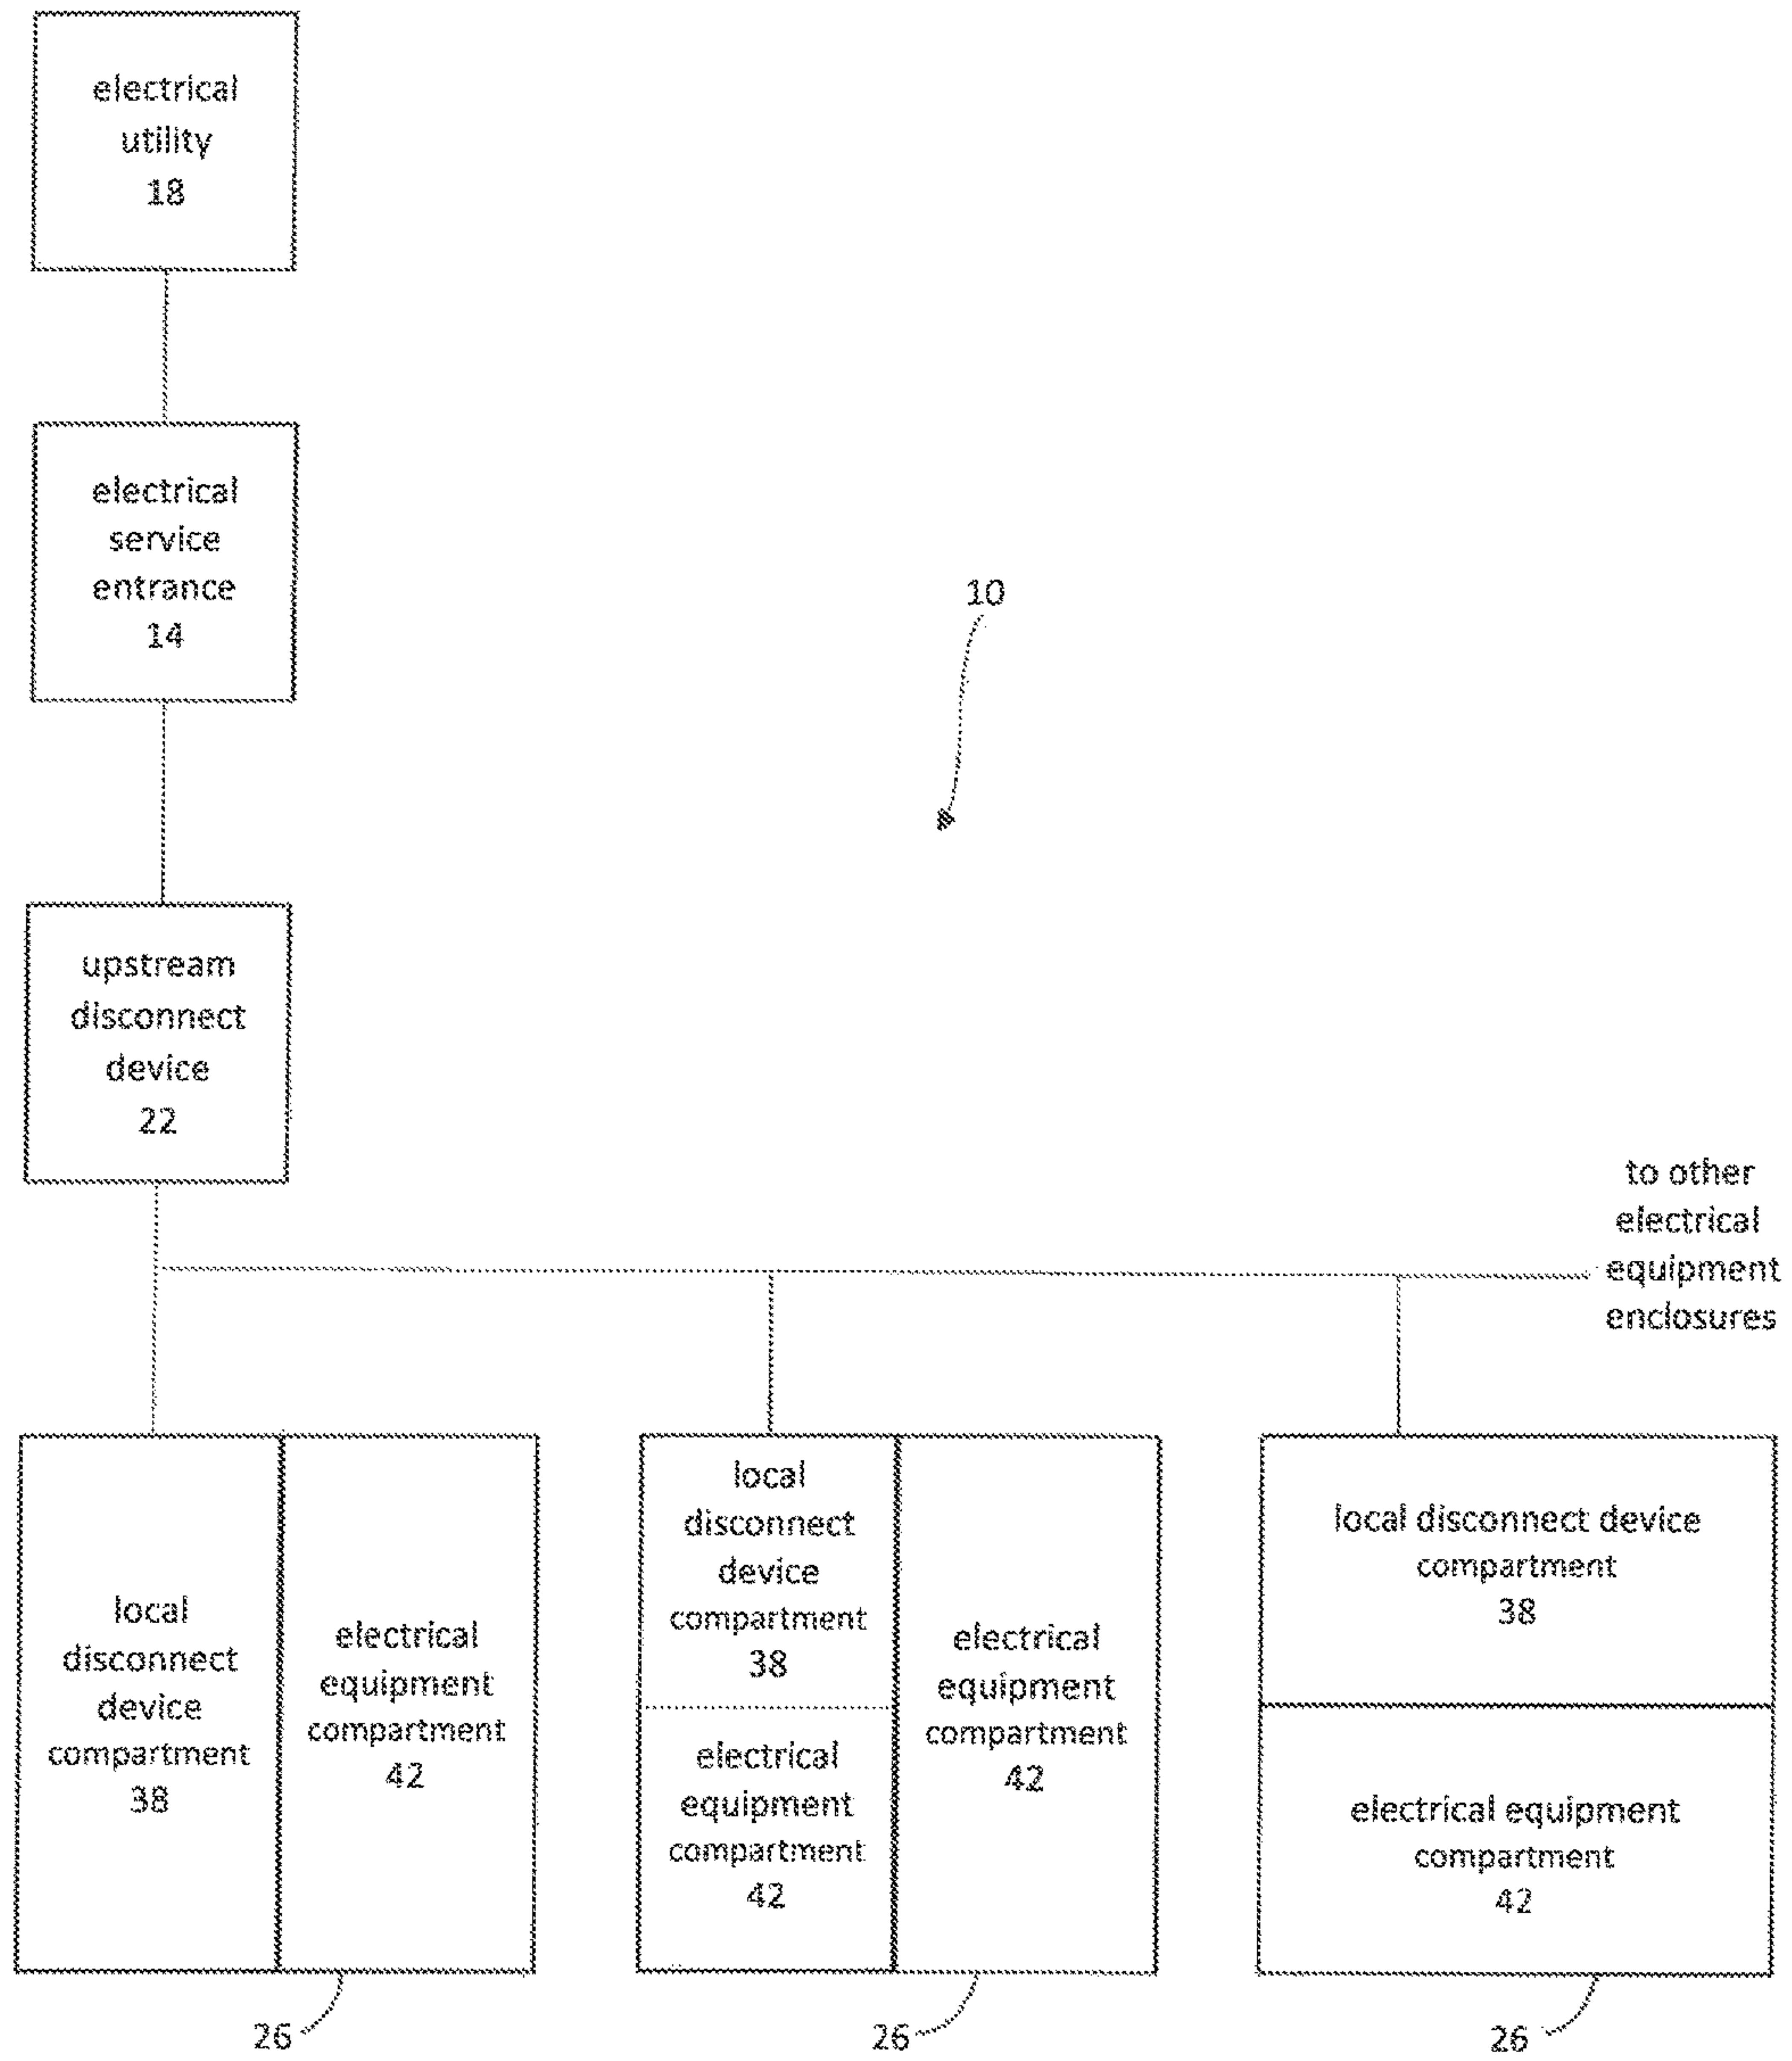 electrical
utility
18
electrical
service
entrance
14
10
upstream
disconnect
device
22
to other
electrical
equipment
enclosures
local
disconnect
device
compartment
38
electrical
equipment
compartment
42
local
disconnect
device
compartment
38
electrical
equipment
compartment
42
electrical
equipment
compartment
42
local disconnect device
compartment
38
electrical equipment
compartment
42
26
26
26